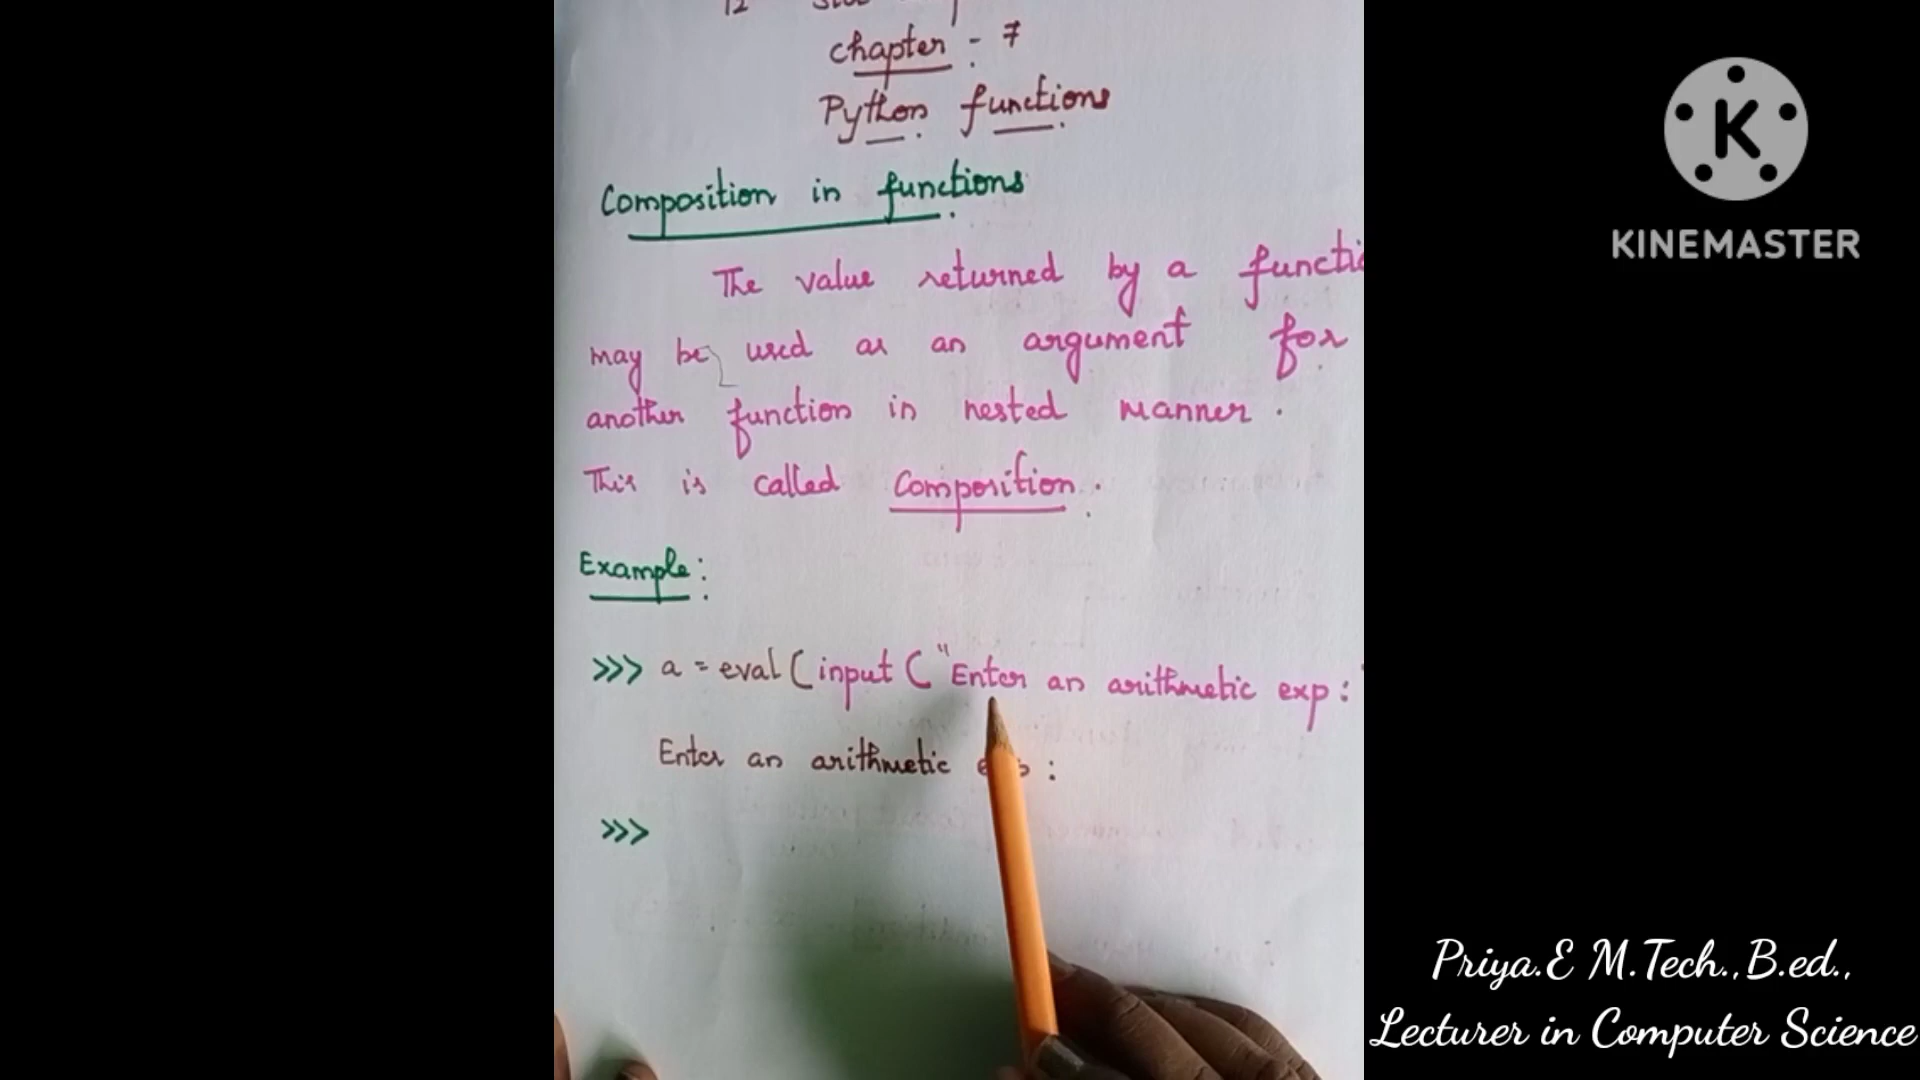 12
chapter : 7
Python functions
Composition in functions
The value returned by a functi
may be used as an argument for
another function in nested manner.
This is called Composition.
Example:
>>> a = eval ( input ( "Enter an arithmetic exp :
Enter an arithmetic :
>>>
K
KINEMASTER
Priya.E M.Tech.,B.ed.,
Lecturer in Computer Science